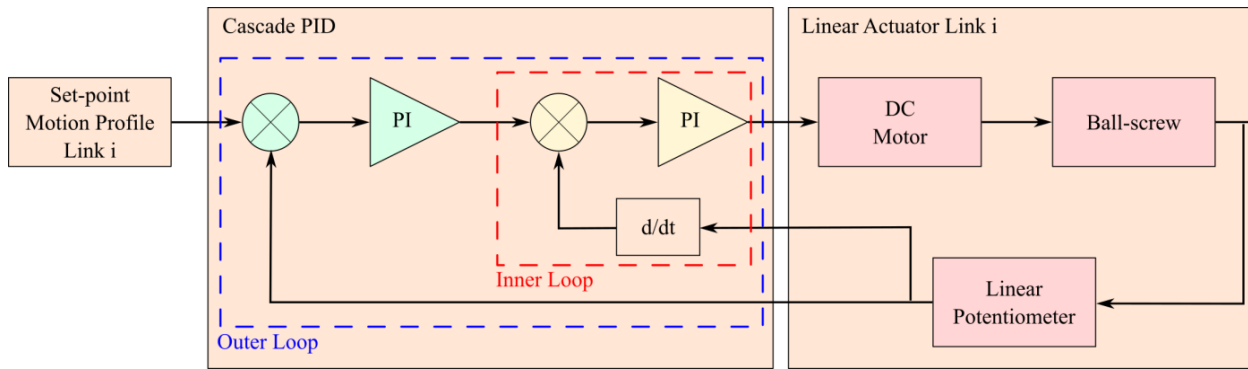 Cascade PID
Linear Actuator Link i
Set-point
Motion Profile
Link i
PI
PI
DC
Motor
Ball-screw
d/dt
Inner Loop
Linear
Potentiometer
Outer Loop